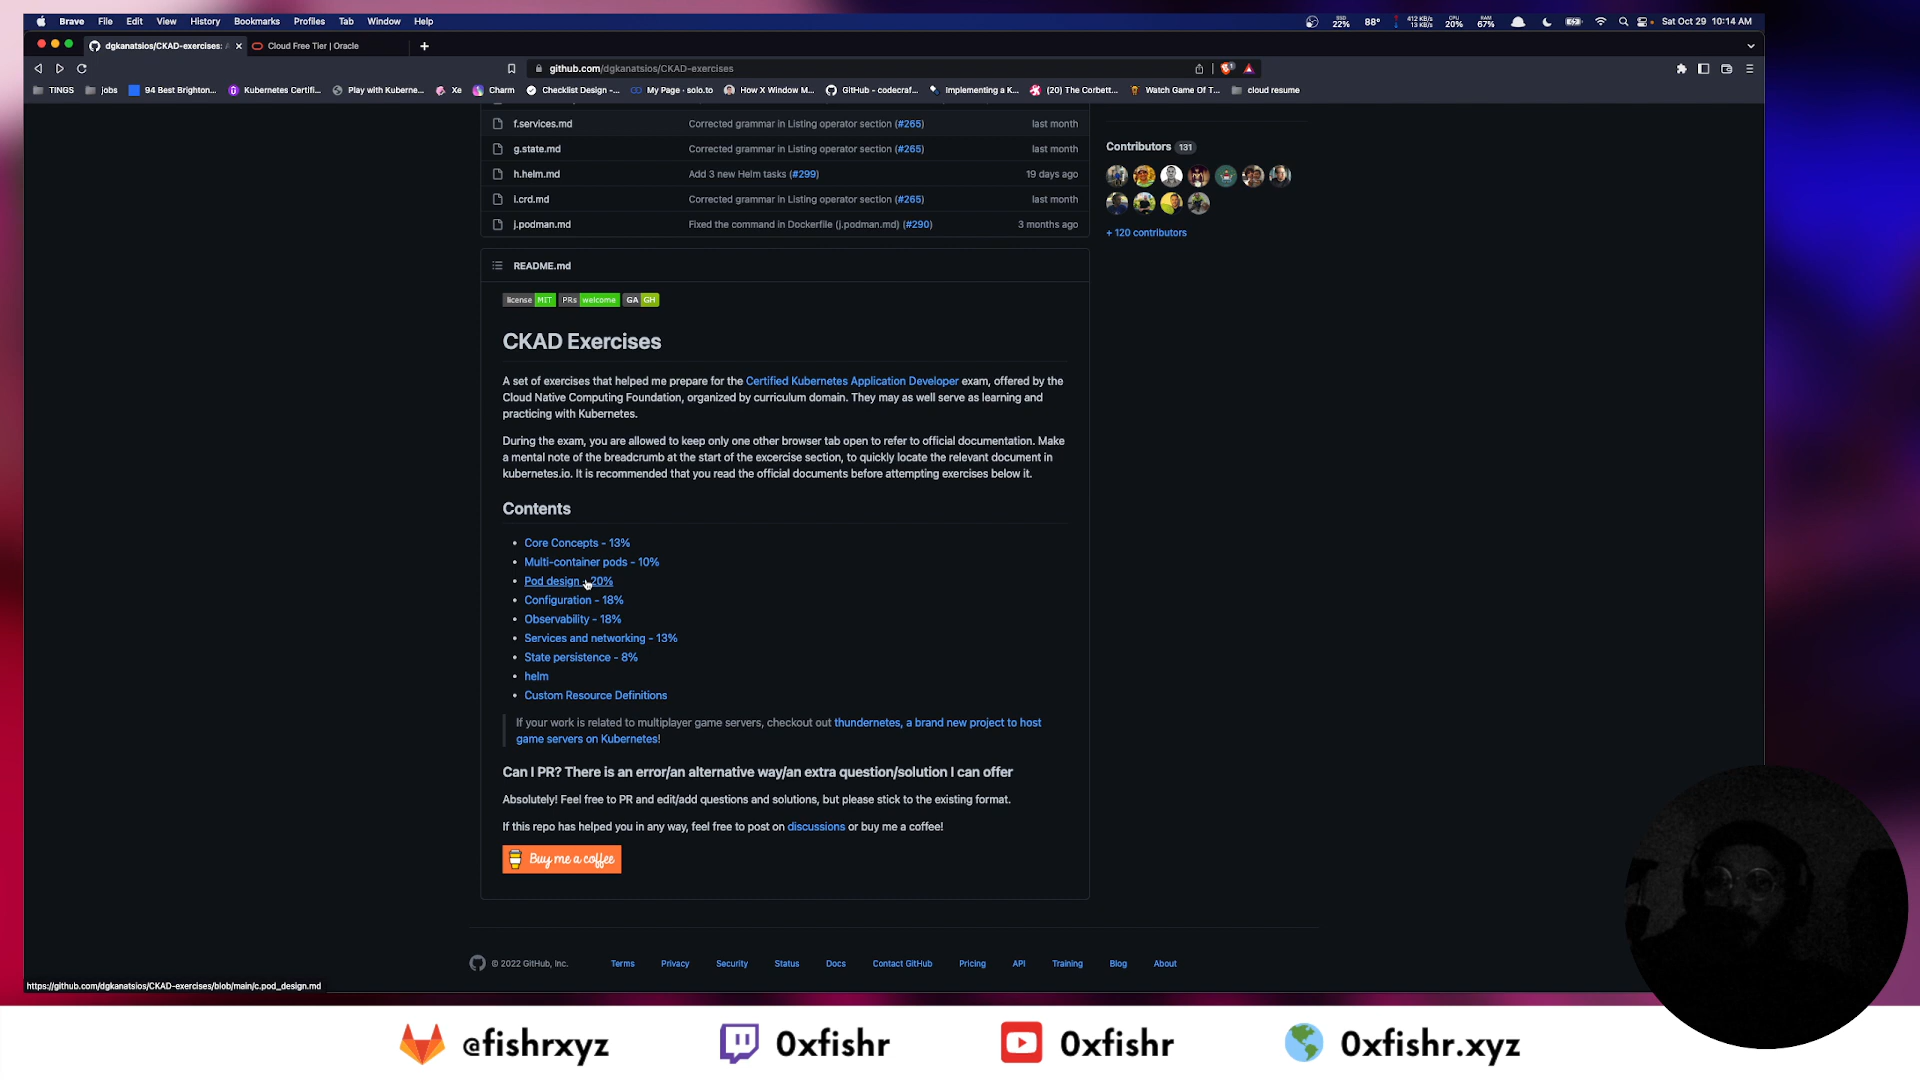 Brave File Edit View History Bookmarks Profiles Tab Window Help
SSD 22% 88° 412 KB/s 13 KB/s CPU 20% RAM 67% Sat Oct 29 10:14 AM
dgkanatsios/CKAD-exercises: Cloud Free Tier | Oracle
github.com/dgkanatsios/CKAD-exercises
TINGS jobs 94 Best Brighton... Kubernetes Certifi... Play with Kuberne... Xe Charm Checklist Design -... My Page · solo.to How X Window M... GitHub - codecraf... Implementing a K... (20) The Corbett... Watch Game Of T... cloud resume
f.services.md Corrected grammar in Listing operator section (#265) last month
g.state.md Corrected grammar in Listing operator section (#265) last month
h.helm.md Add 3 new Helm tasks (#299) 19 days ago
i.crd.md Corrected grammar in Listing operator section (#265) last month
j.podman.md Fixed the command in Dockerfile (j.podman.md) (#290) 3 months ago
Contributors 131
+ 120 contributors
README.md
license MIT PRs welcome GA GH
CKAD Exercises
A set of exercises that helped me prepare for the Certified Kubernetes Application Developer exam, offered by the
Cloud Native Computing Foundation, organized by curriculum domain. They may as well serve as learning and
practicing with Kubernetes.
During the exam, you are allowed to keep only one other browser tab open to refer to official documentation. Make
a mental note of the breadcrumb at the start of the excercise section, to quickly locate the relevant document in
kubernetes.io. It is recommended that you read the official documents before attempting exercises below it.
Contents
Core Concepts - 13%
Multi-container pods - 10%
Pod design - 20%
Configuration - 18%
Observability - 18%
Services and networking - 13%
State persistence - 8%
helm
Custom Resource Definitions
If your work is related to multiplayer game servers, checkout out thundernetes, a brand new project to host
game servers on Kubernetes!
Can I PR? There is an error/an alternative way/an extra question/solution I can offer
Absolutely! Feel free to PR and edit/add questions and solutions, but please stick to the existing format.
If this repo has helped you in any way, feel free to post on discussions or buy me a coffee!
Buy me a coffee
© 2022 GitHub, Inc. Terms Privacy Security Status Docs Contact GitHub Pricing API Training Blog About
https://github.com/dgkanatsios/CKAD-exercises/blob/main/c.pod_design.md
@fishrxyz 0xfishr 0xfishr 0xfishr.xyz